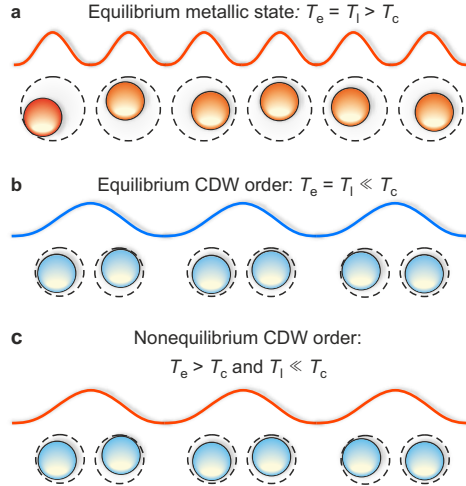 a Equilibrium metallic state: Te = Tl > Tc
b Equilibrium CDW order: Te = Tl ≪ Tc
c Nonequilibrium CDW order:
Te > Tc and Tl ≪ Tc